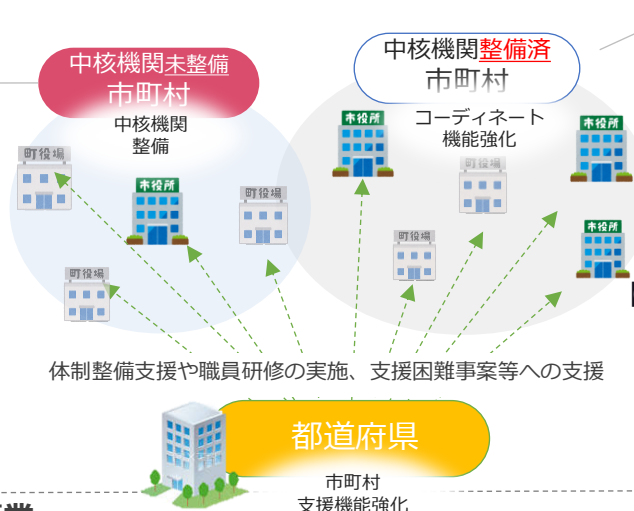 中核機関未整備
市町村
中核機関
整備
中核機関整備済
市町村
コーディネート
機能強化
町役場
市役所
町役場
町役場
市役所
町役場
町役場
市役所
市役所
体制整備支援や職員研修の実施、支援困難事案等への支援
都道府県
市町村
支援機能強化